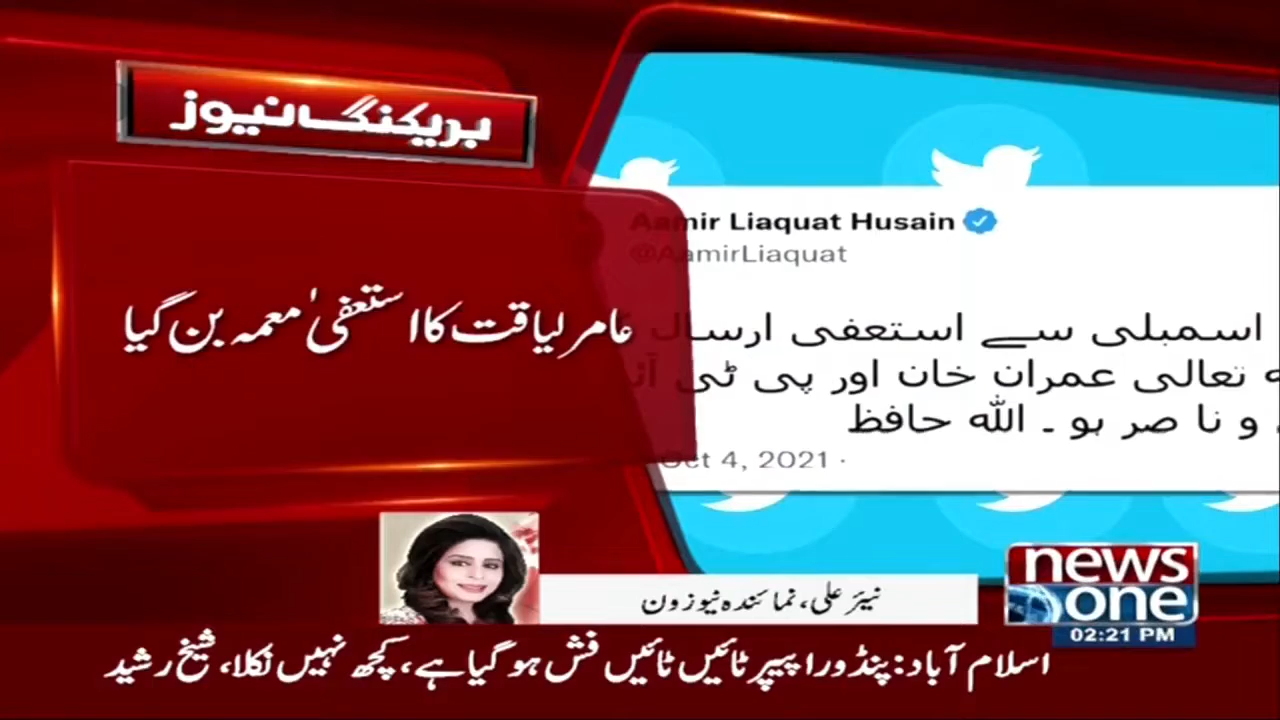 بریکنگ نیوز
عامر لیاقت کا استعفیٰ معمہ بن گیا
Aamir Liaquat Husain
@AamirLiaquat
اسمبلی سے استعفی ارسال
تعالی عمران خان اور پی ٹی آئی
و نا صر ہو ۔ اللہ حافظ
Oct 4, 2021 ·
نیئر علی، نمائندہ نیوز ون
news
one
02:21 PM
اسلام آباد: پنڈورا پیپر ٹائیں ٹائیں فش ہو گیا ہے، کچھ نہیں نکلا، شیخ رشید